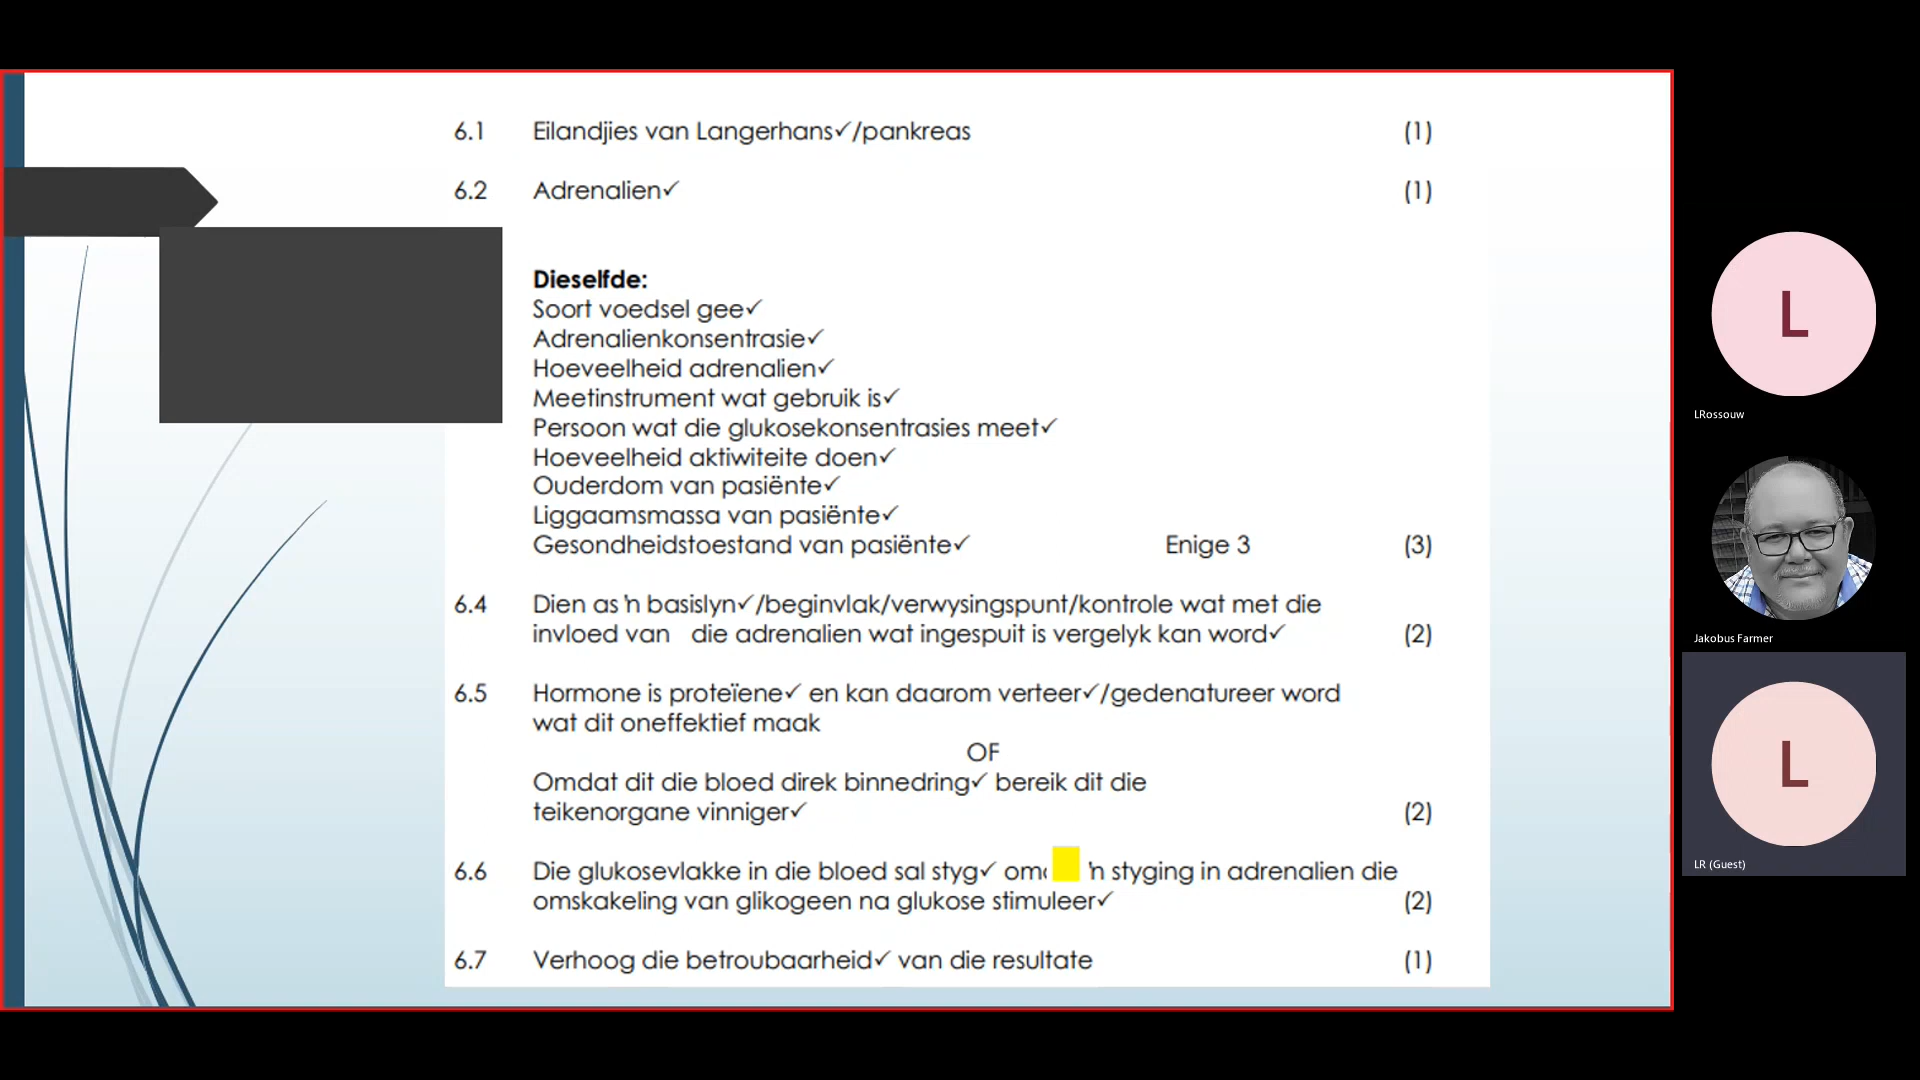 6.1 Eilandjies van Langerhans✓/pankreas (1)
6.2 Adrenalien✓ (1)
Dieselfde:
Soort voedsel gee✓
Adrenalienkonsentrasie✓
Hoeveelheid adrenalien✓
Meetinstrument wat gebruik is✓
Persoon wat die glukosekonsentrasies meet✓
Hoeveelheid aktiwiteite doen✓
Ouderdom van pasiënte✓
Liggaamsmassa van pasiënte✓
Gesondheidstoestand van pasiënte✓ Enige 3 (3)
6.4 Dien as 'n basislyn✓/beginvlak/verwysingspunt/kontrole wat met die
invloed van die adrenalien wat ingespuit is vergelyk kan word✓ (2)
6.5 Hormone is proteïene✓ en kan daarom verteer✓/gedenatureer word
wat dit oneffektief maak
OF
Omdat dit die bloed direk binnedring✓ bereik dit die
teikenorgane vinniger✓ (2)
6.6 Die glukosevlakke in die bloed sal styg✓ 'n styging in adrenalien die
omskakeling van glikogeen na glukose stimuleer✓ (2)
6.7 Verhoog die betroubaarheid✓ van die resultate (1)
L
LRossouw
Jakobus Farmer
L
LR (Guest)